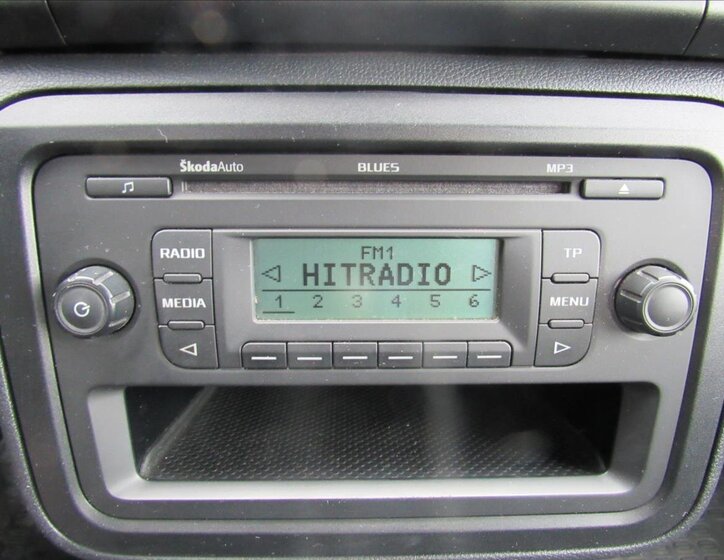 ŠkodaAuto BLUES MP3
RADIO
MEDIA
FM1
HITRADIO
1 2 3 4 5 6
TP
MENU